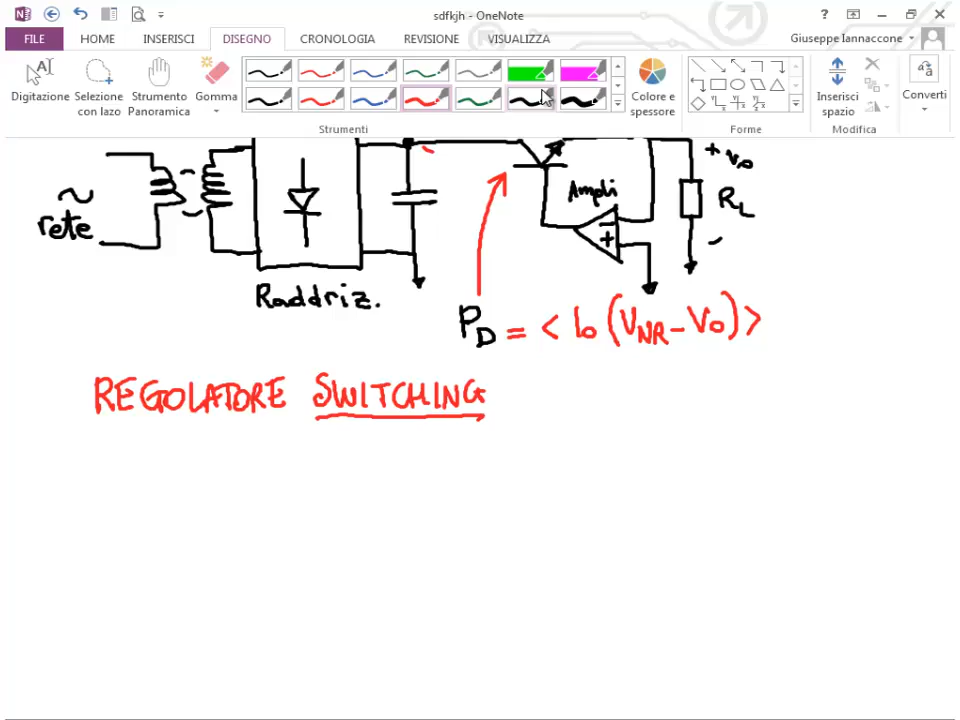 sdfkjh - OneNote
?
FILE HOME INSERISCI DISEGNO CRONOLOGIA REVISIONE VISUALIZZA Giuseppe Iannaccone
Digitazione
Selezione con lazo
Strumento Panoramica
Gomma
Colore e spessore
Inserisci spazio
Converti
Strumenti Forme Modifica
~
rete
Raddriz.
Ampli
- +
+ vo
RL
-
PD = < Io (VNR - Vo) >
REGOLATORE SWITCHING